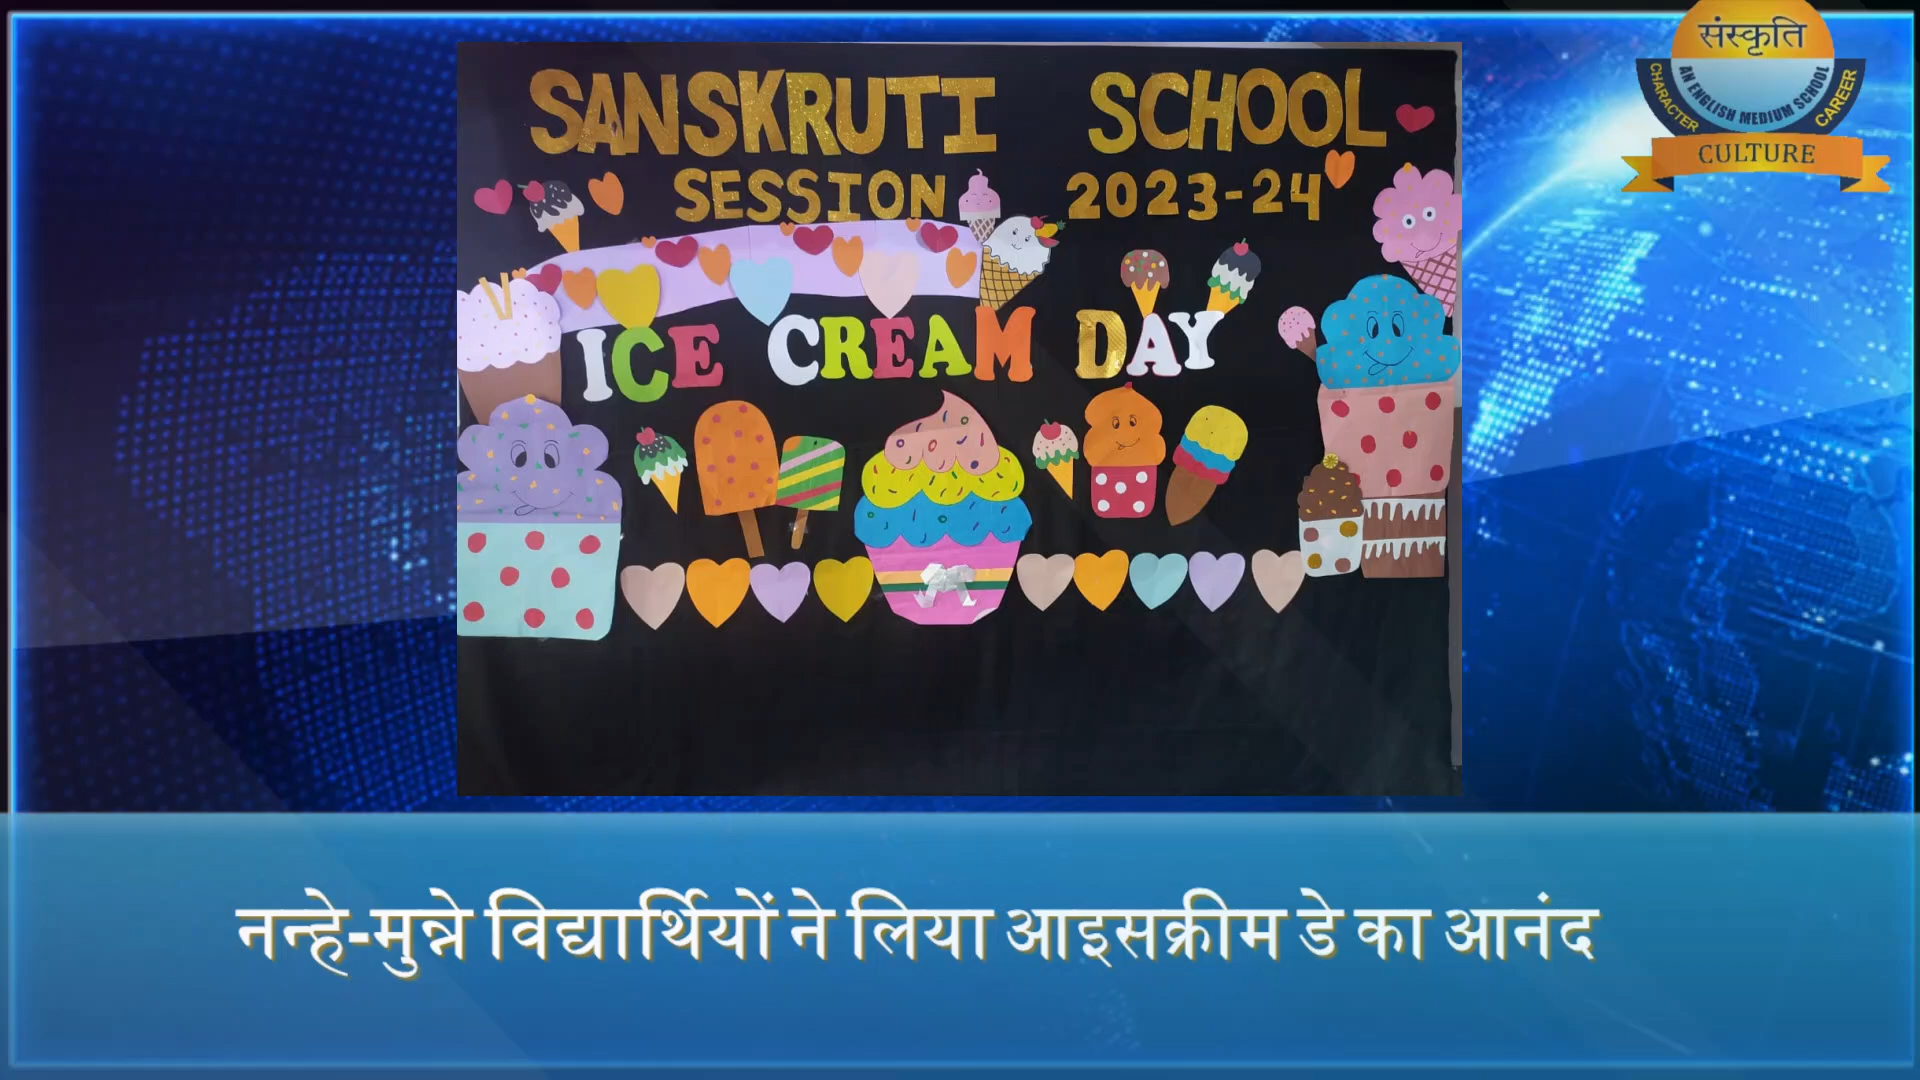 संस्कृति
AN ENGLISH MEDIUM SCHOOL
CHARACTER
CAREER
CULTURE
SANSKRUTI SCHOOL
SESSION 2023-24
ICE CREAM DAY
नन्हे-मुन्ने विद्यार्थियों ने लिया आइसक्रीम डे का आनंद